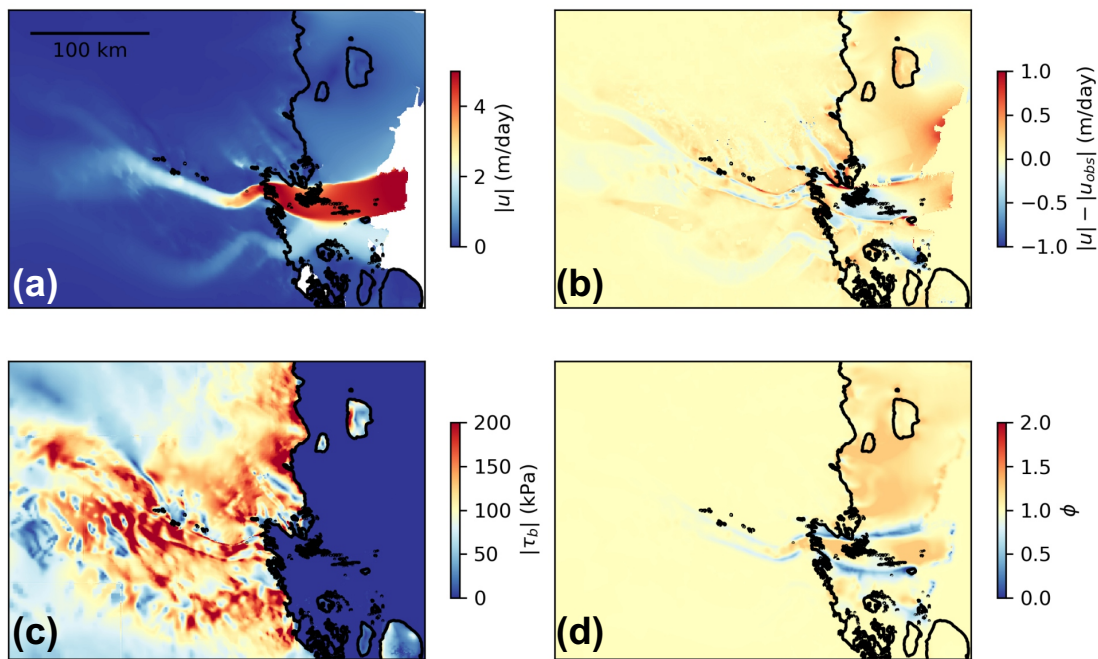 100 km
(a)
4
2
0
|u| (m/day)
(b)
1.0
0.5
0.0
−0.5
−1.0
|u| − |u_obs| (m/day)
(c)
200
150
100
50
0
|τ_b| (kPa)
(d)
2.0
1.5
1.0
0.5
0.0
ϕ